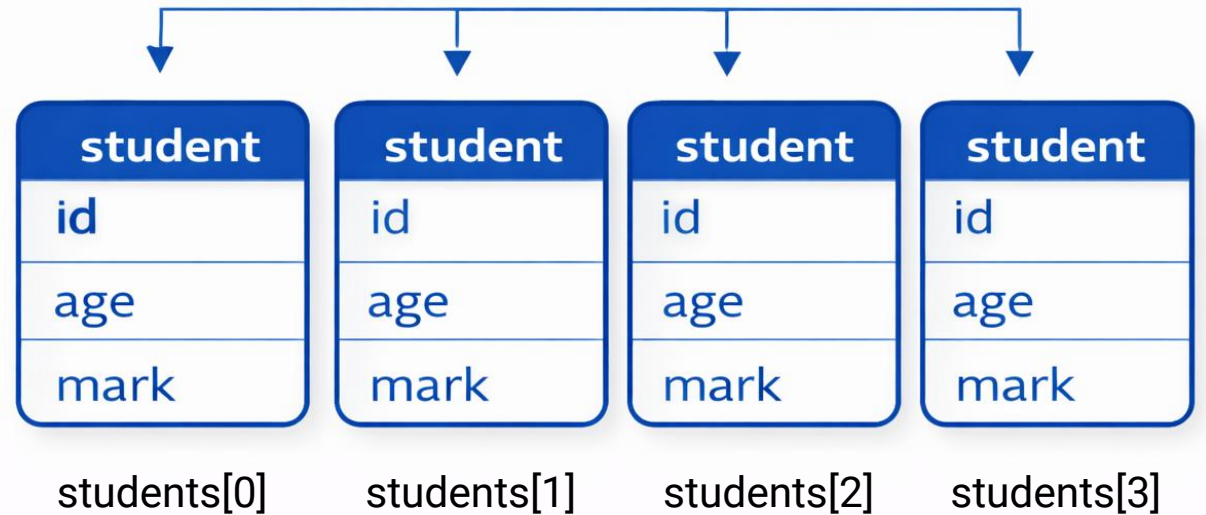 student student student student
id id id id
age age age age
mark mark mark mark
students[0] students[1] students[2] students[3]